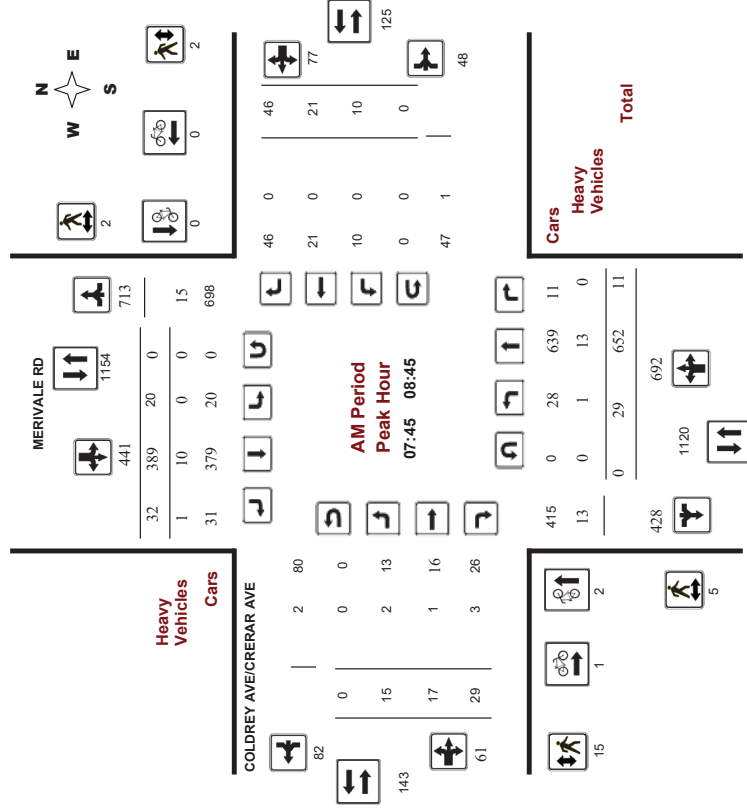 N
W E
S
2
0
2
0
125
77
48
MERIVALE RD
1154
441
713
32 389 20 0
1 10 0 0 15
31 379 20 0 698
Heavy
Vehicles
Cars
46 0 46
21 0 21
10 0 10
0 0 0
47 1
AM Period
Peak Hour
07:45 08:45
COLDREY AVE/CRERAR AVE
2 80
0 0 0
15 2 13
17 1 16
29 3 26
82
143
61
Cars
Heavy
Vehicles
Total
415 0 28 639 11
13 0 1 13 0
0 29 652 11
428
692
1120
2
1
5
15